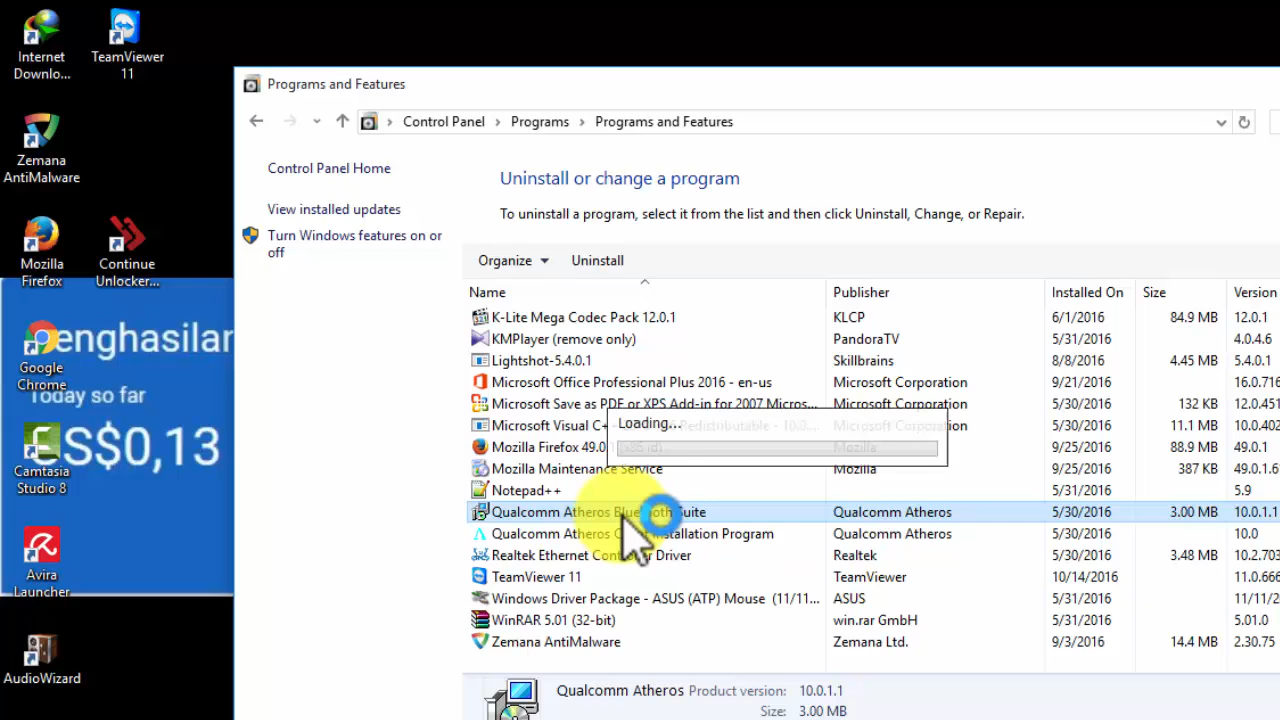 Internet
Downlo...
TeamViewer
11
Zemana
AntiMalware
Mozilla
Firefox
Continue
Unlocker...
enghasilan
Google
Chrome
Today so far
S$0,13
Camtasia
Studio 8
Avira
Launcher
AudioWizard
Programs and Features
Control Panel > Programs > Programs and Features
Control Panel Home
View installed updates
Turn Windows features on or
off
Uninstall or change a program
To uninstall a program, select it from the list and then click Uninstall, Change, or Repair.
Organize Uninstall
Name Publisher Installed On Size Version
K-Lite Mega Codec Pack 12.0.1 KLCP 6/1/2016 84.9 MB 12.0.1
KMPlayer (remove only) PandoraTV 5/31/2016 4.0.4.6
Lightshot-5.4.0.1 Skillbrains 8/8/2016 4.45 MB 5.4.0.1
Microsoft Office Professional Plus 2016 - en-us Microsoft Corporation 9/21/2016 16.0.716
Microsoft Save as PDF or XPS Add-in for 2007 Micros... Microsoft Corporation 5/30/2016 132 KB 12.0.451
Microsoft Visual C+ Redistributable - 10.0... Microsoft Corporation 5/30/2016 11.1 MB 10.0.402
Loading...
Mozilla Firefox 49.0. (x86 id) Mozilla 9/25/2016 88.9 MB 49.0.1
Mozilla Maintenance Service Mozilla 9/25/2016 387 KB 49.0.1.6
Notepad++ 5/31/2016 5.9
Qualcomm Atheros Bluetooth Suite Qualcomm Atheros 5/30/2016 3.00 MB 10.0.1.1
Qualcomm Atheros Installation Program Qualcomm Atheros 5/30/2016 10.0
Realtek Ethernet Controller Driver Realtek 5/30/2016 3.48 MB 10.2.703
TeamViewer 11 TeamViewer 10/14/2016 11.0.666
Windows Driver Package - ASUS (ATP) Mouse (11/11... ASUS 5/31/2016 11/11/2
WinRAR 5.01 (32-bit) win.rar GmbH 5/31/2016 5.01.0
Zemana AntiMalware Zemana Ltd. 9/3/2016 14.4 MB 2.30.75
Qualcomm Atheros Product version: 10.0.1.1
Size: 3.00 MB